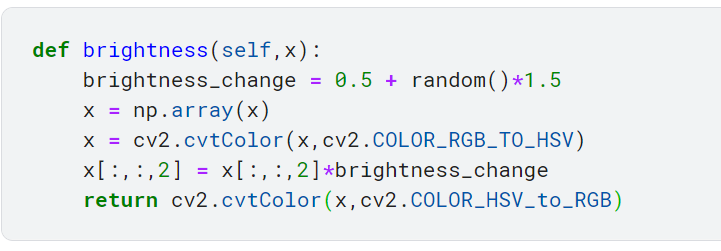 def brightness(self,x):
    brightness_change = 0.5 + random()*1.5
    x = np.array(x)
    x = cv2.cvtColor(x,cv2.COLOR_RGB_TO_HSV)
    x[:,:,2] = x[:,:,2]*brightness_change
    return cv2.cvtColor(x,cv2.COLOR_HSV_to_RGB)